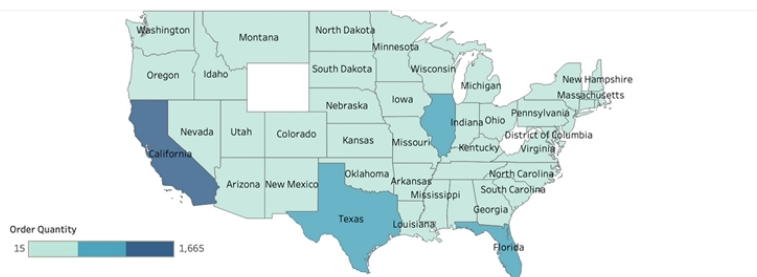 Washington
Montana
North Dakota
Minnesota
Oregon
Idaho
South Dakota
Wisconsin
Michigan
New Hampshire
Massachusetts
Nebraska
Iowa
Pennsylvania
Nevada
Utah
Colorado
Kansas
Missouri
Indiana
Ohio
District of Columbia
Kentucky
Virginia
California
Arizona
New Mexico
Oklahoma
Arkansas
North Carolina
South Carolina
Mississippi
Georgia
Texas
Louisiana
Florida
Order Quantity
15 1,665